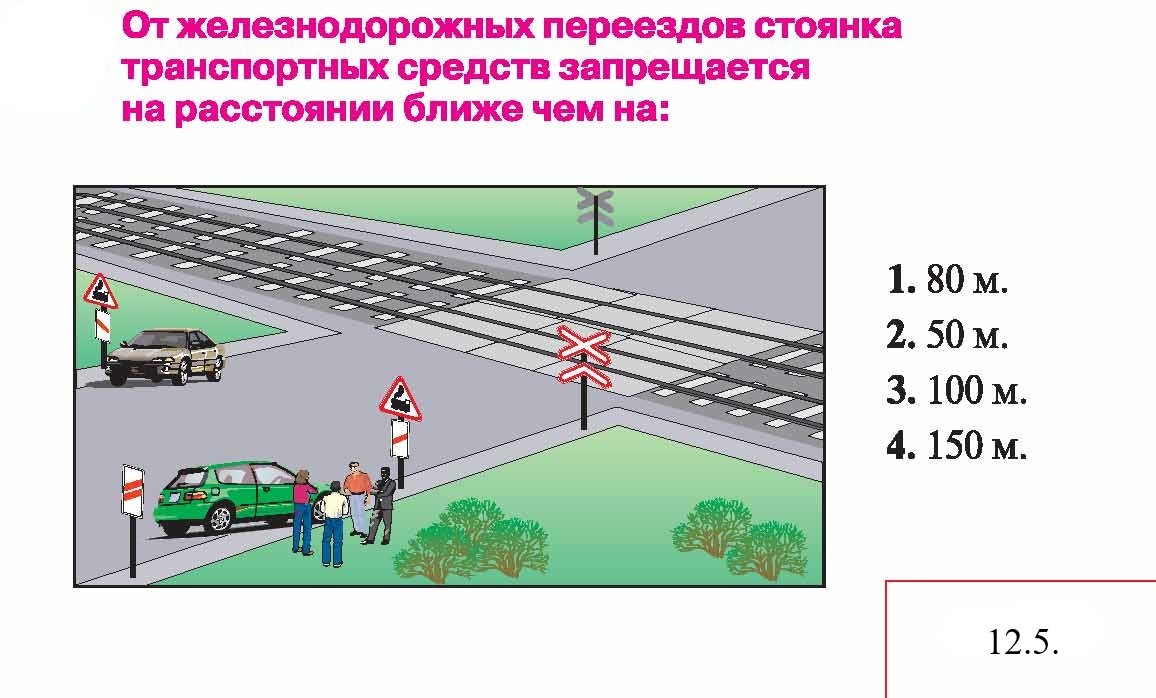 От железнодорожных переездов стоянка
транспортных средств запрещается
на расстоянии ближе чем на:
1. 80 м.
2. 50 м.
3. 100 м.
4. 150 м.
12.5.